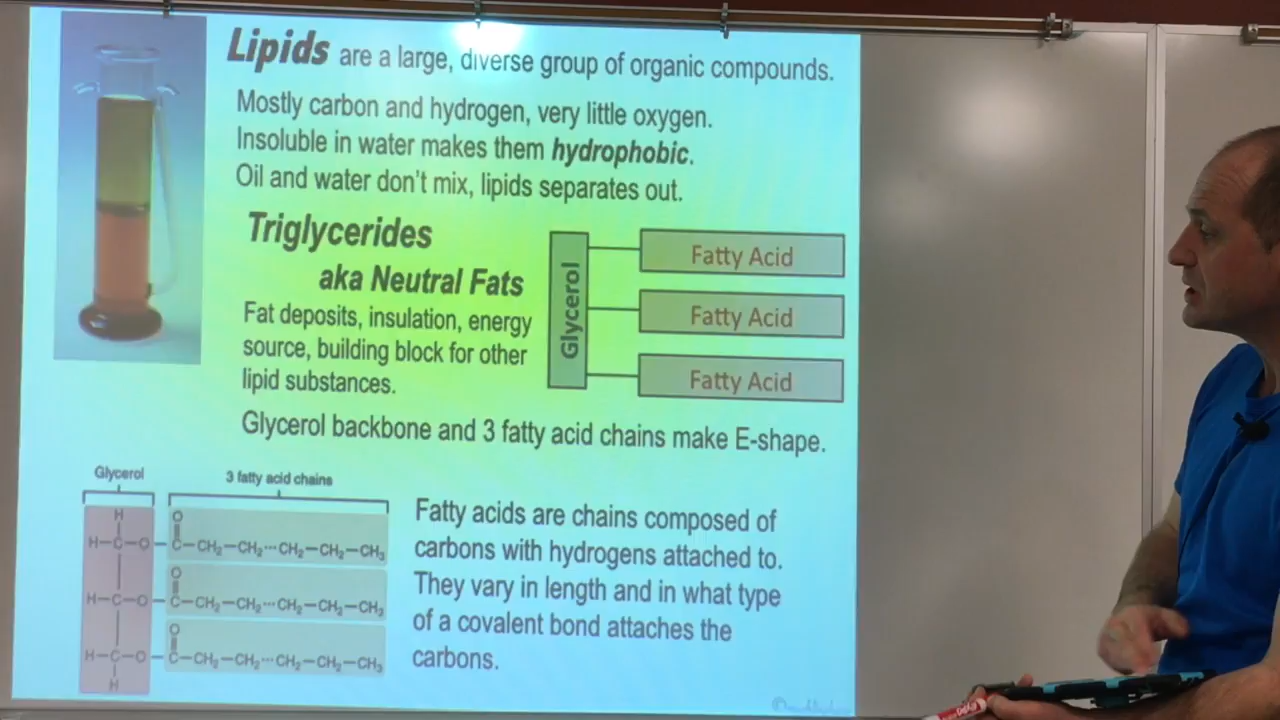 Lipids are a large, diverse group of organic compounds.
Mostly carbon and hydrogen, very little oxygen.
Insoluble in water makes them hydrophobic.
Oil and water don't mix, lipids separates out.
Triglycerides
aka Neutral Fats
Fat deposits, insulation, energy
source, building block for other
lipid substances.
Glycerol
Fatty Acid
Fatty Acid
Fatty Acid
Glycerol backbone and 3 fatty acid chains make E-shape.
Glycerol
3 fatty acid chains
H
O
H–C–O–C–CH₂–CH₂···CH₂–CH₂–CH₃
O
H–C–O–C–CH₂–CH₂···CH₂–CH₂–CH₃
O
H–C–O–C–CH₂–CH₂···CH₂–CH₂–CH₃
H
Fatty acids are chains composed of
carbons with hydrogens attached to.
They vary in length and in what type
of a covalent bond attaches the
carbons.